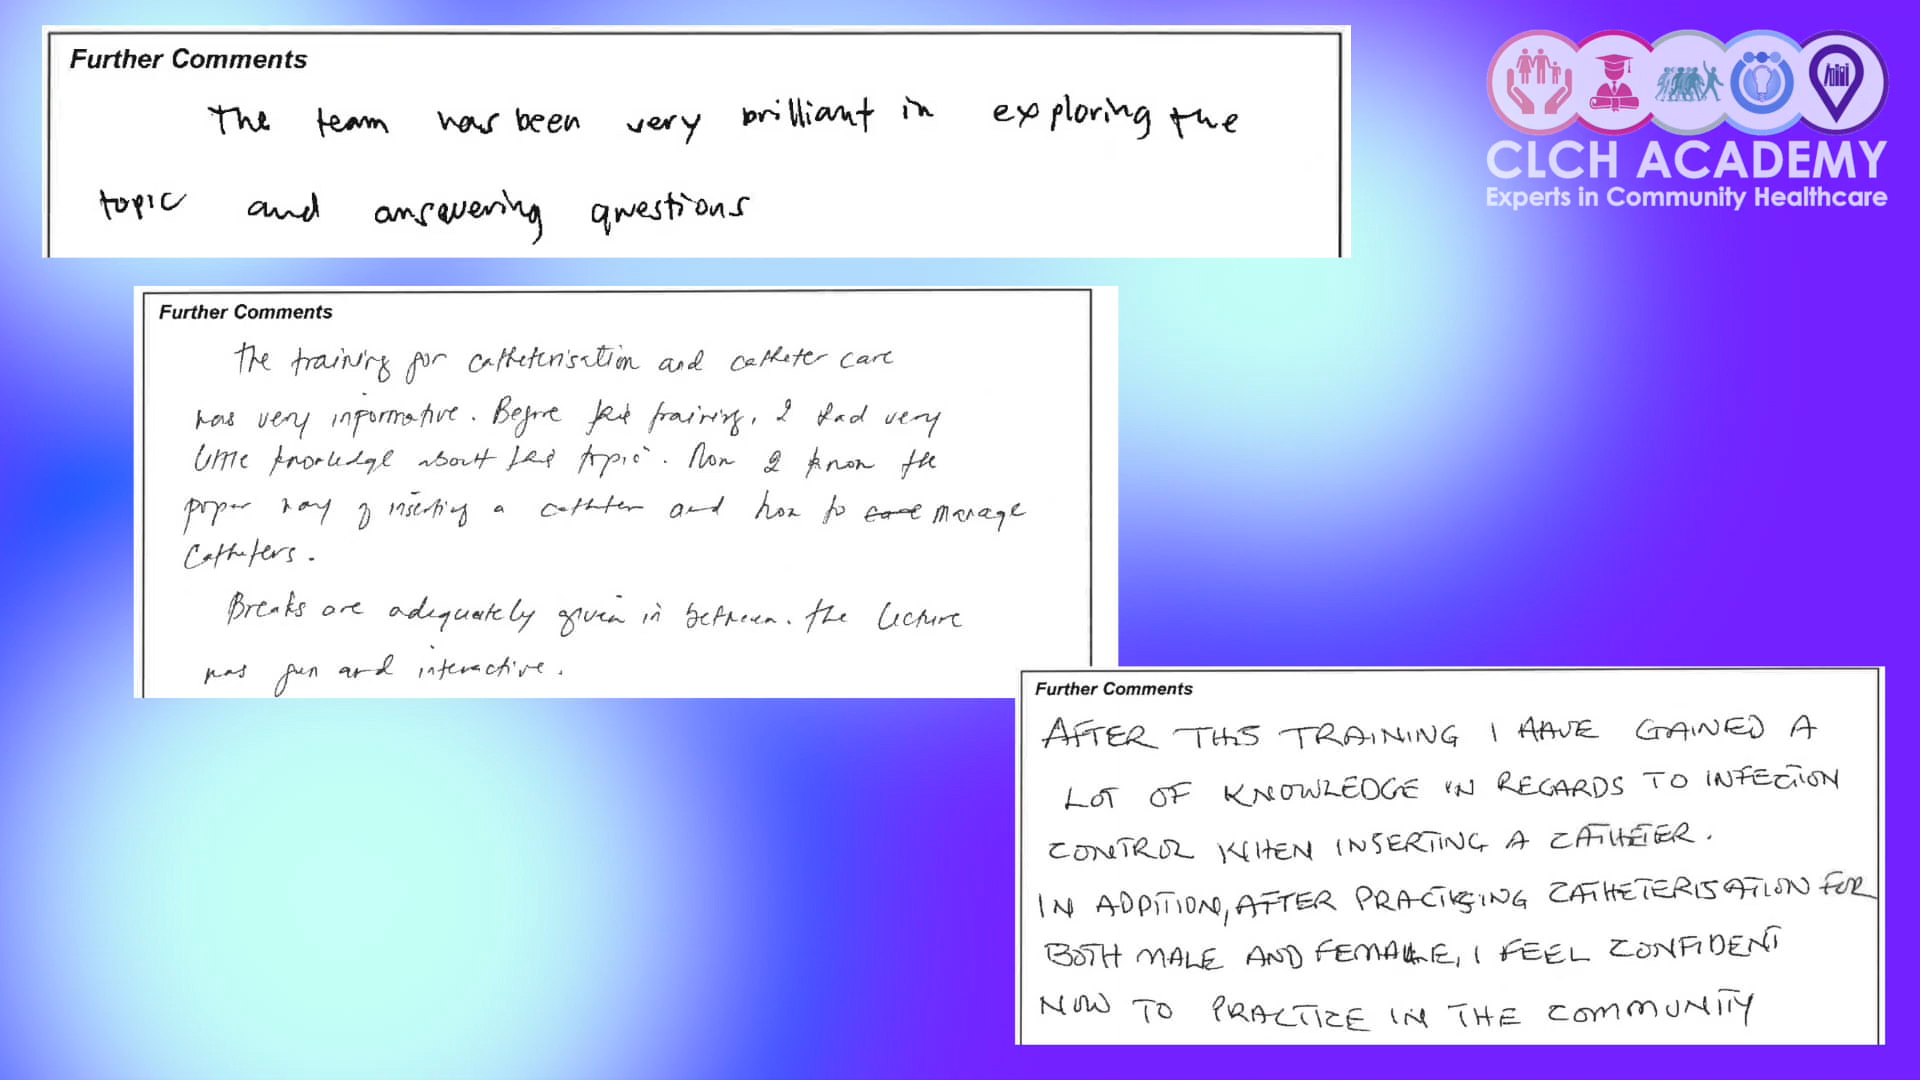 Further Comments
The team has been very brilliant in exploring the
topic and answering questions
CLCH ACADEMY
Experts in Community Healthcare
Further Comments
The training for catheterisation and catheter care
was very informative. Before this training, I had very
little knowledge about this topic. Now I know the
proper way of inserting a catheter and how to care manage
Catheters.
Breaks are adequately given in between. The lecture
was fun and interactive.
Further Comments
AFTER THIS TRAINING I HAVE GAINED A
LOT OF KNOWLEDGE IN REGARDS TO INFECTION
CONTROL WHEN INSERTING A CATHETER.
IN ADDITION, AFTER PRACTISING CATHETERISATION FOR
BOTH MALE AND FEMALE, I FEEL CONFIDENT
NOW TO PRACTICE IN THE COMMUNITY